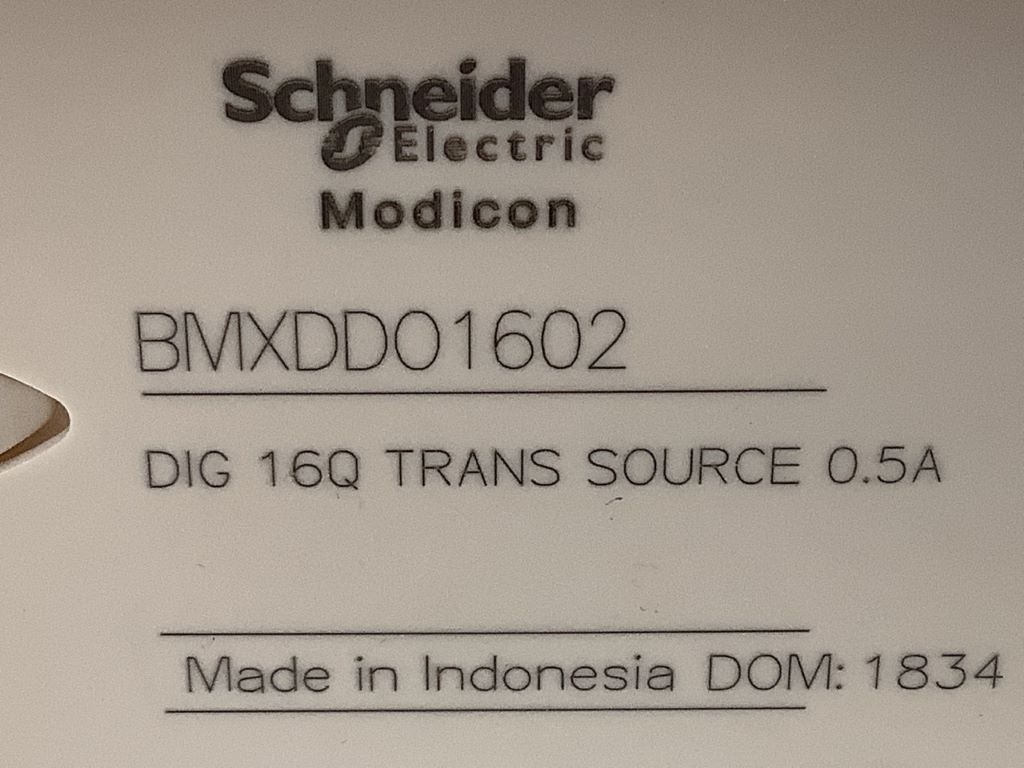 Schneider
Electric
Modicon
BMXDDO1602
DIG 16Q TRANS SOURCE 0.5A
Made in Indonesia DOM: 1834